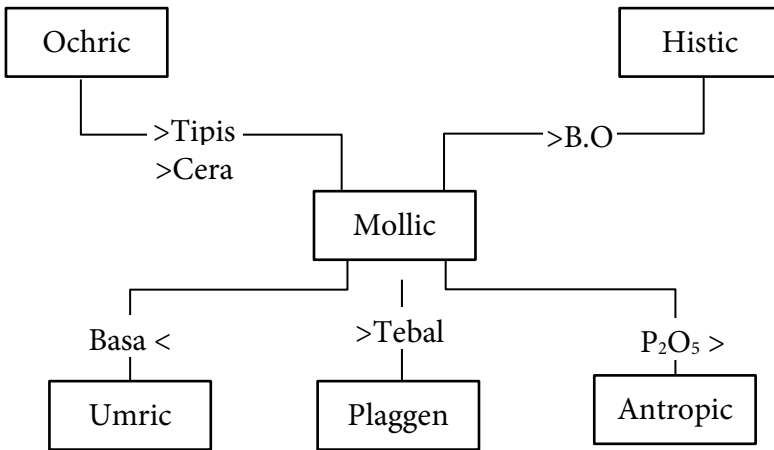 Ochric
Histic
>Tipis
>B.O
>Cera
Mollic
Basa <
>Tebal
P₂O₅ >
Umric
Plaggen
Antropic